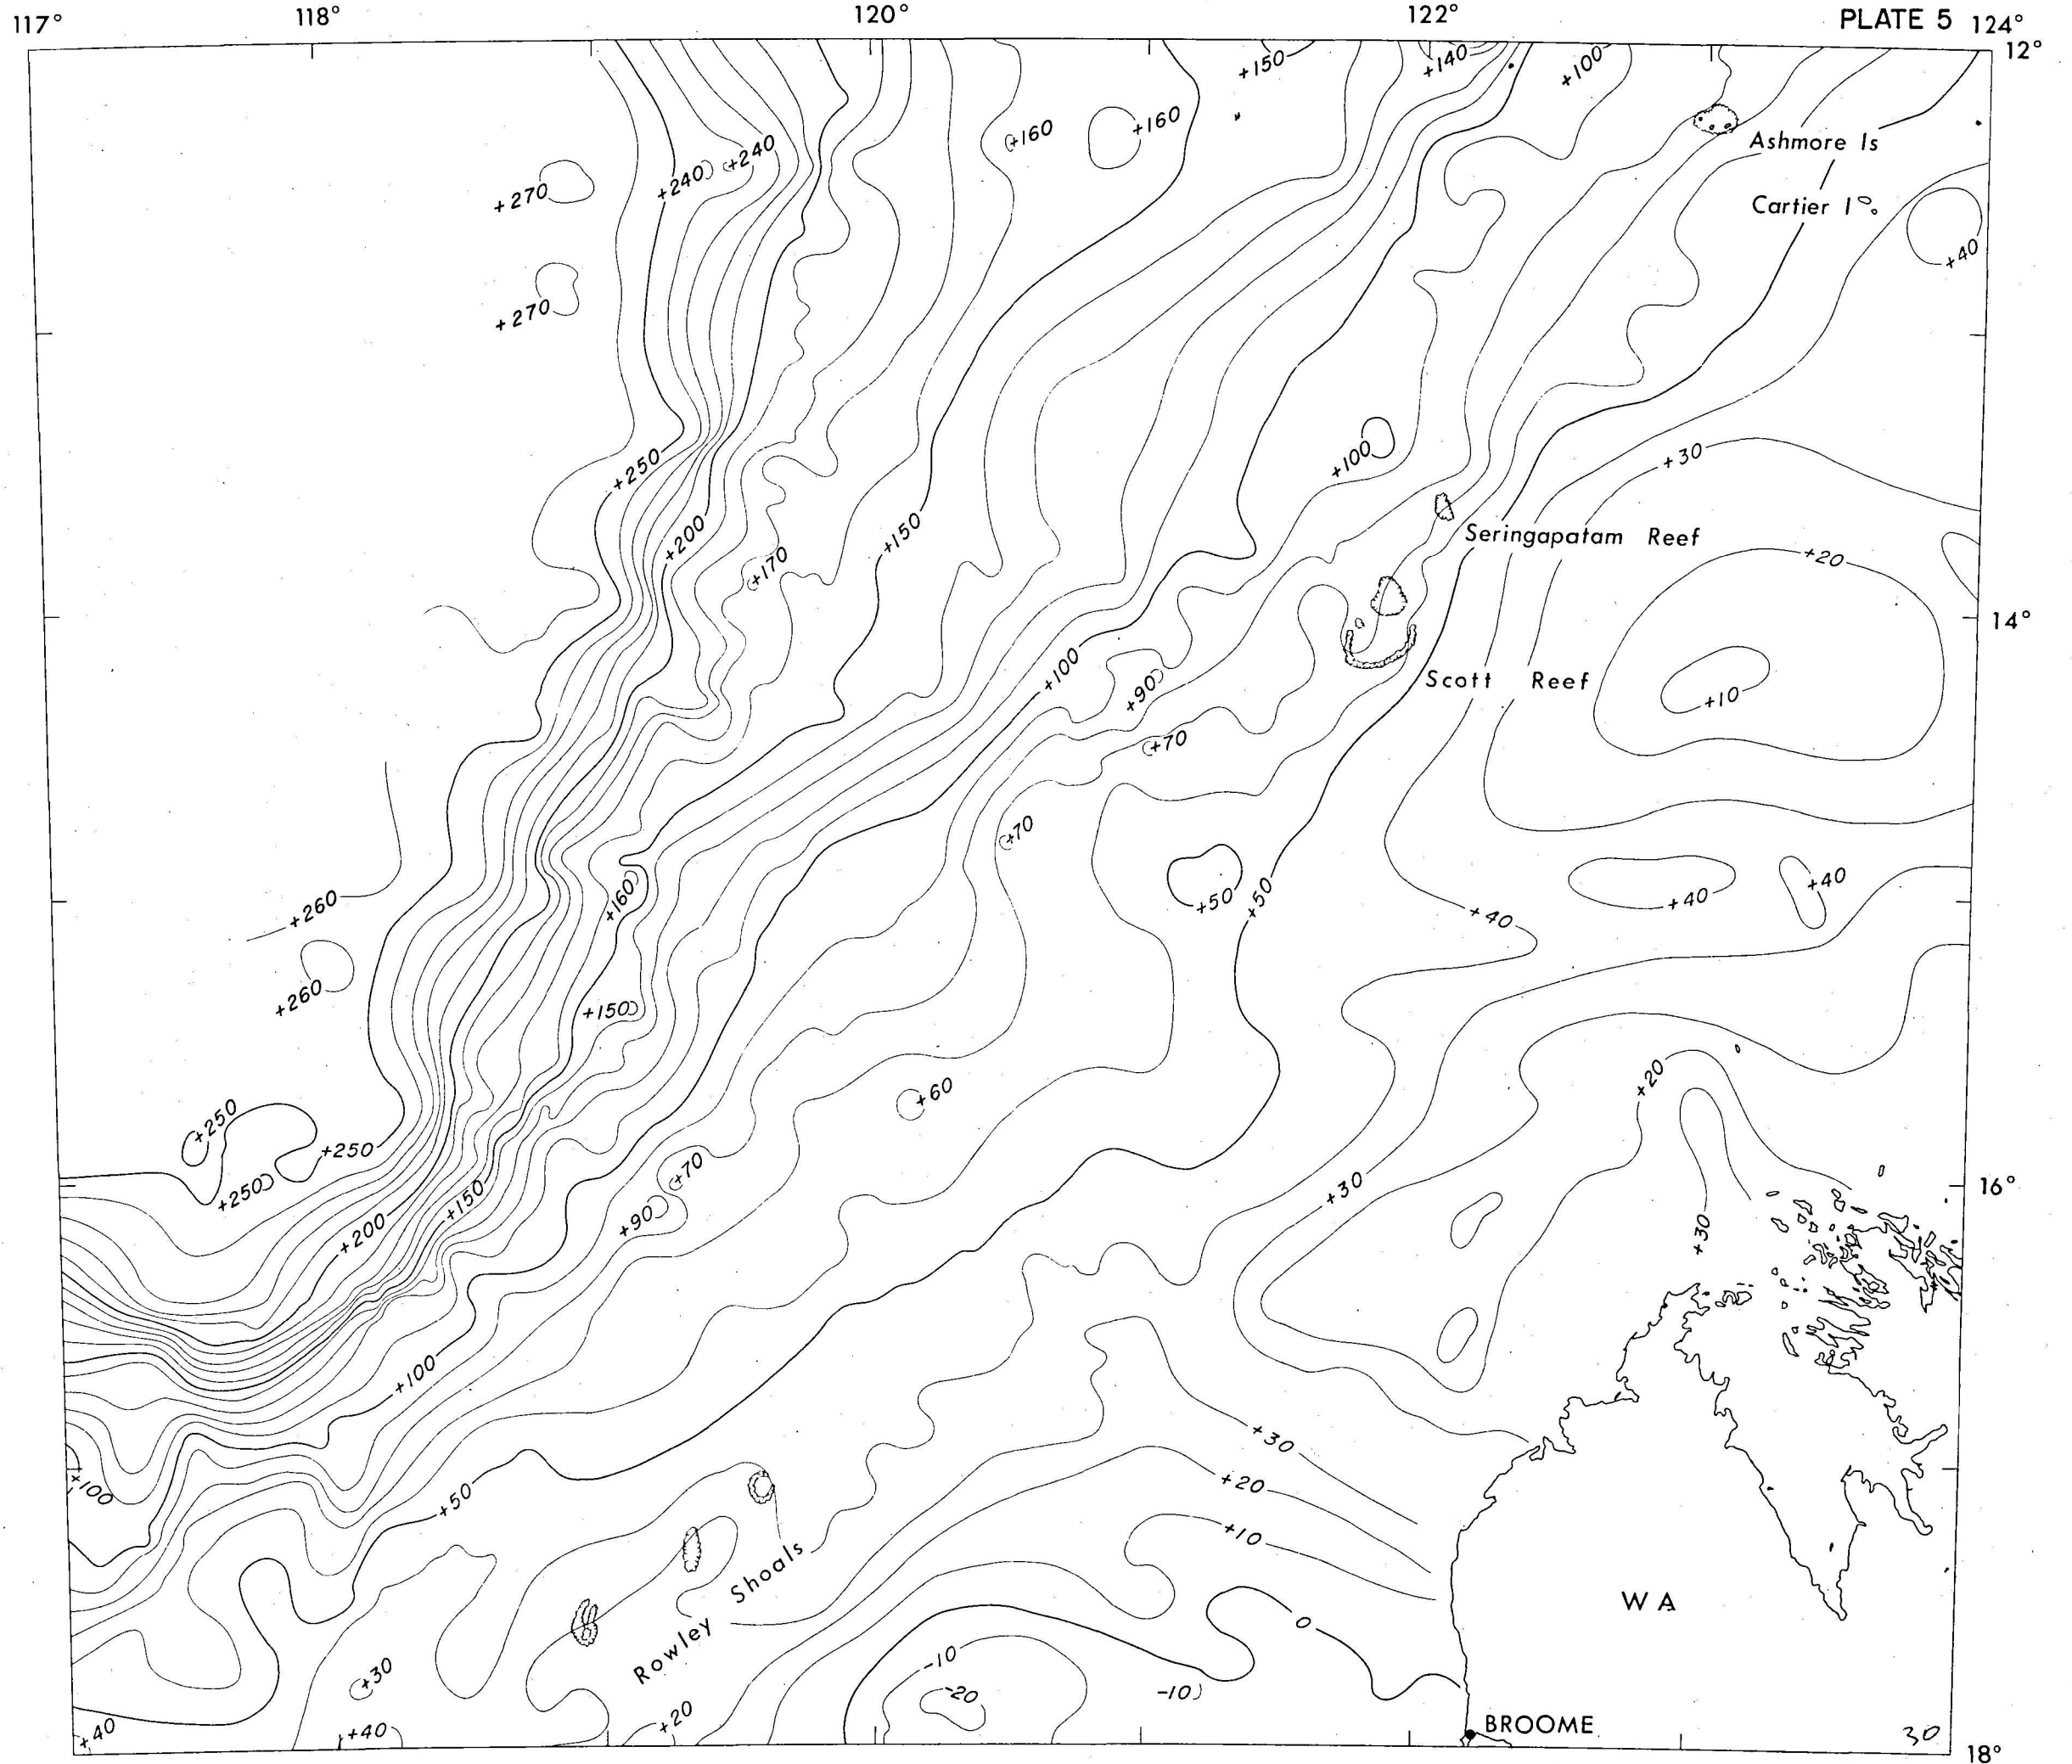 117° 118° 120° 122° PLATE 5 124°
12°
+150 +140 +100
+160 +160
Ashmore Is
+240 +240
+270
Cartier I
+40
+270
+30
+250 +100
+200 +150 Seringapatam Reef
+170 +20
14°
+100 +90 Scott Reef
+10
+70
+70
+160 +50 +50 +40 +40
+260 +40
+260 +150
+60 +20
+250
+250 +70
+250 +150 +30 16°
+200 +90 +30
+100
+30
+100 +50 +20
+10
Rowley Shoals
WA
0
+30 -10
-20 -10
+20
+40 +40 BROOME 30
18°